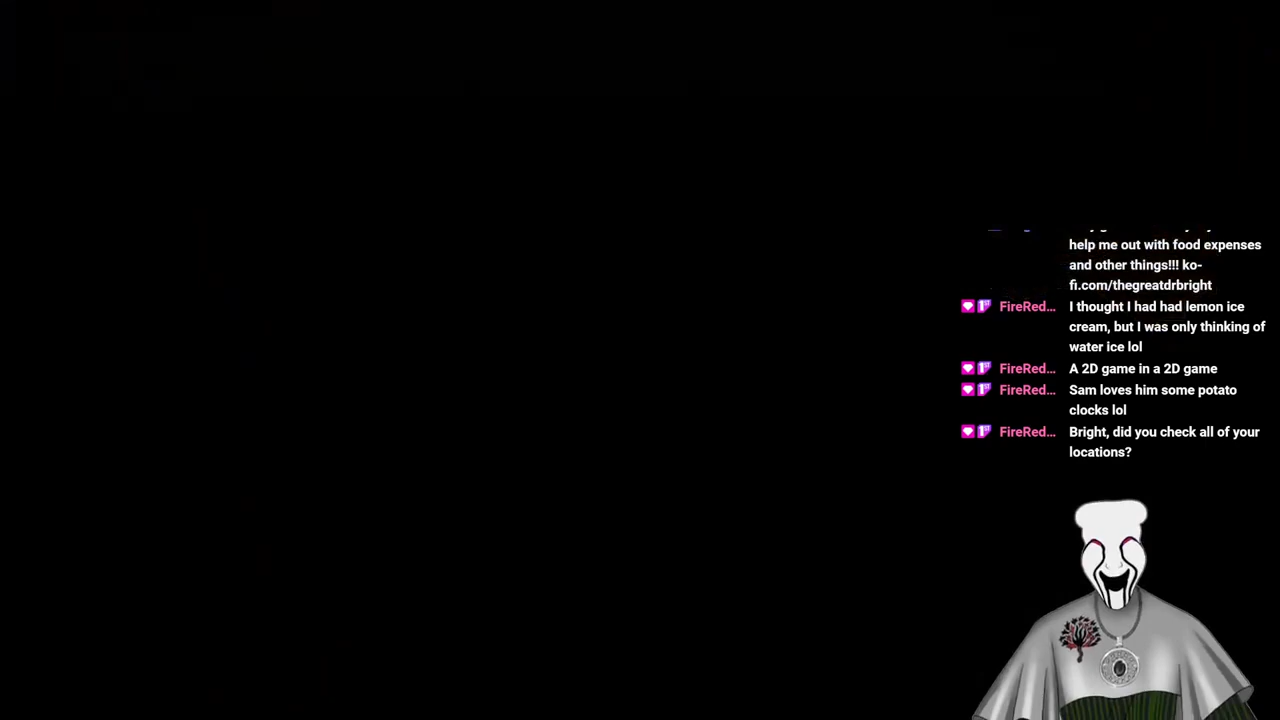 help me out with food expenses
and other things!!! ko-
fi.com/thegreatdrbright
FireRed... I thought I had had lemon ice
cream, but I was only thinking of
water ice lol
FireRed... A 2D game in a 2D game
FireRed... Sam loves him some potato
clocks lol
FireRed... Bright, did you check all of your
locations?